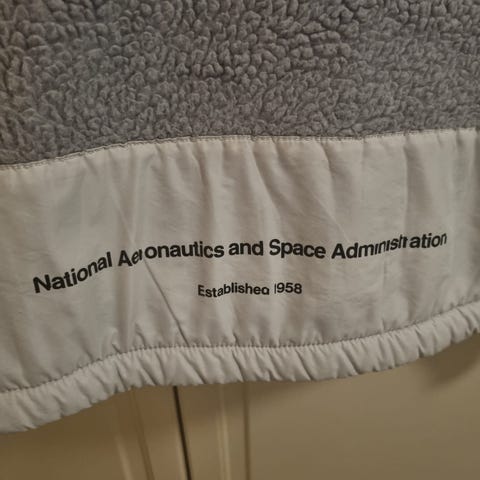 National Aeronautics and Space Administration
Established 1958